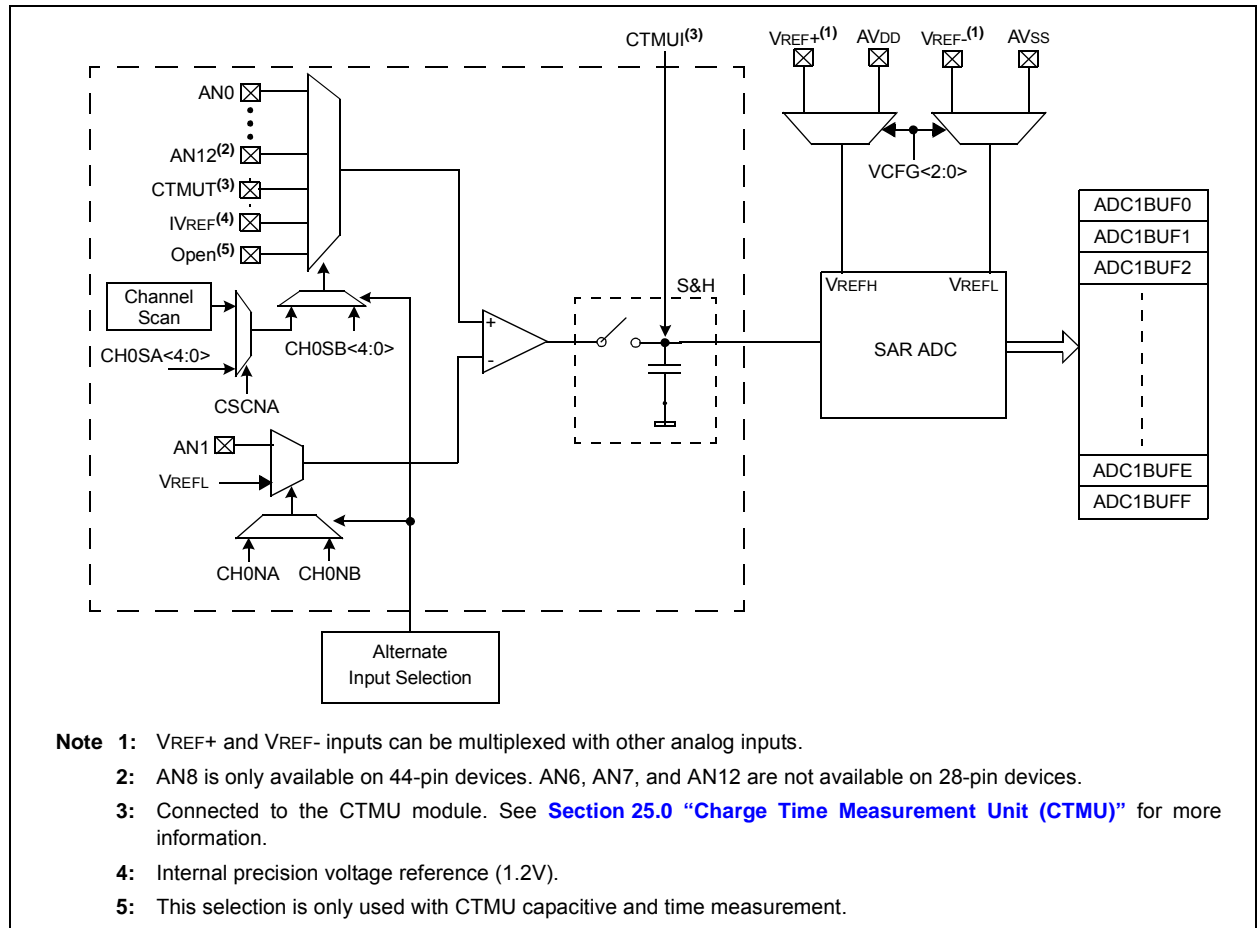 CTMUI(3)
VREF+(1) AVDD VREF-(1) AVSS
AN0
AN12(2)
CTMUT(3)
IVREF(4)
Open(5)
VCFG<2:0>
ADC1BUF0
ADC1BUF1
ADC1BUF2
Channel
Scan
S&H
VREFH VREFL
+
-
SAR ADC
CH0SA<4:0>
CH0SB<4:0>
CSCNA
AN1
VREFL
ADC1BUFE
ADC1BUFF
CH0NA CH0NB
Alternate
Input Selection
Note 1: VREF+ and VREF- inputs can be multiplexed with other analog inputs.
2: AN8 is only available on 44-pin devices. AN6, AN7, and AN12 are not available on 28-pin devices.
3: Connected to the CTMU module. See Section 25.0 “Charge Time Measurement Unit (CTMU)” for more
information.
4: Internal precision voltage reference (1.2V).
5: This selection is only used with CTMU capacitive and time measurement.